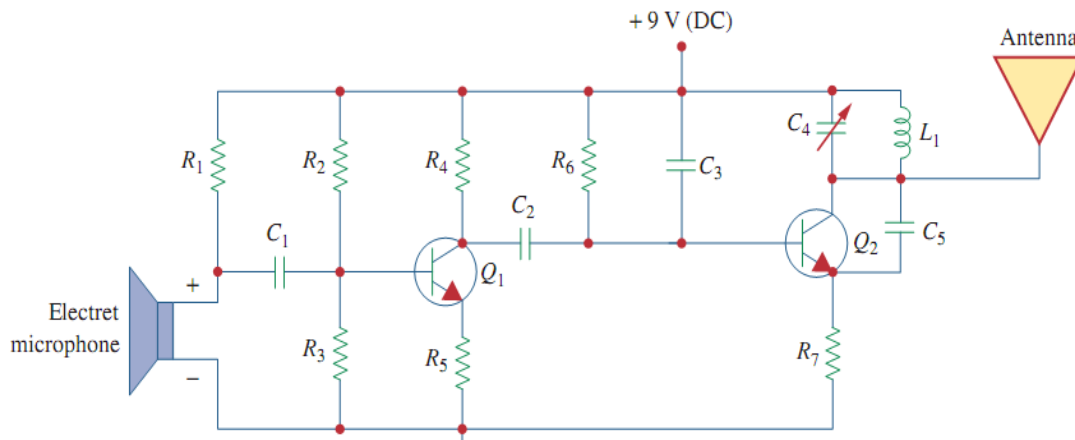 + 9 V (DC)
Antenna
R1
R2
R4
R6
C3
C4
L1
C1
C2
Q1
Q2
C5
+
Electret
microphone
−
R3
R5
R7